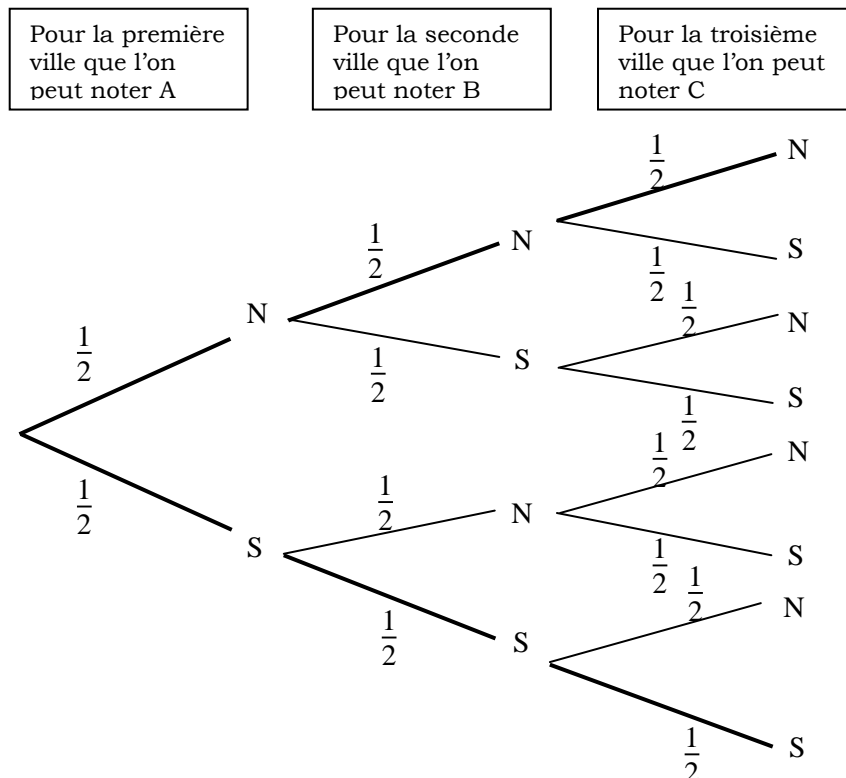 Pour la première
ville que l'on
peut noter A
Pour la seconde
ville que l'on
peut noter B
Pour la troisième
ville que l'on peut
noter C
1/2
N
1/2
N
1/2
S
1/2
N
1/2
N
1/2
1/2
S
1/2
S
1/2
1/2
N
1/2
1/2
N
S
S
1/2
1/2
N
1/2
S
1/2
S